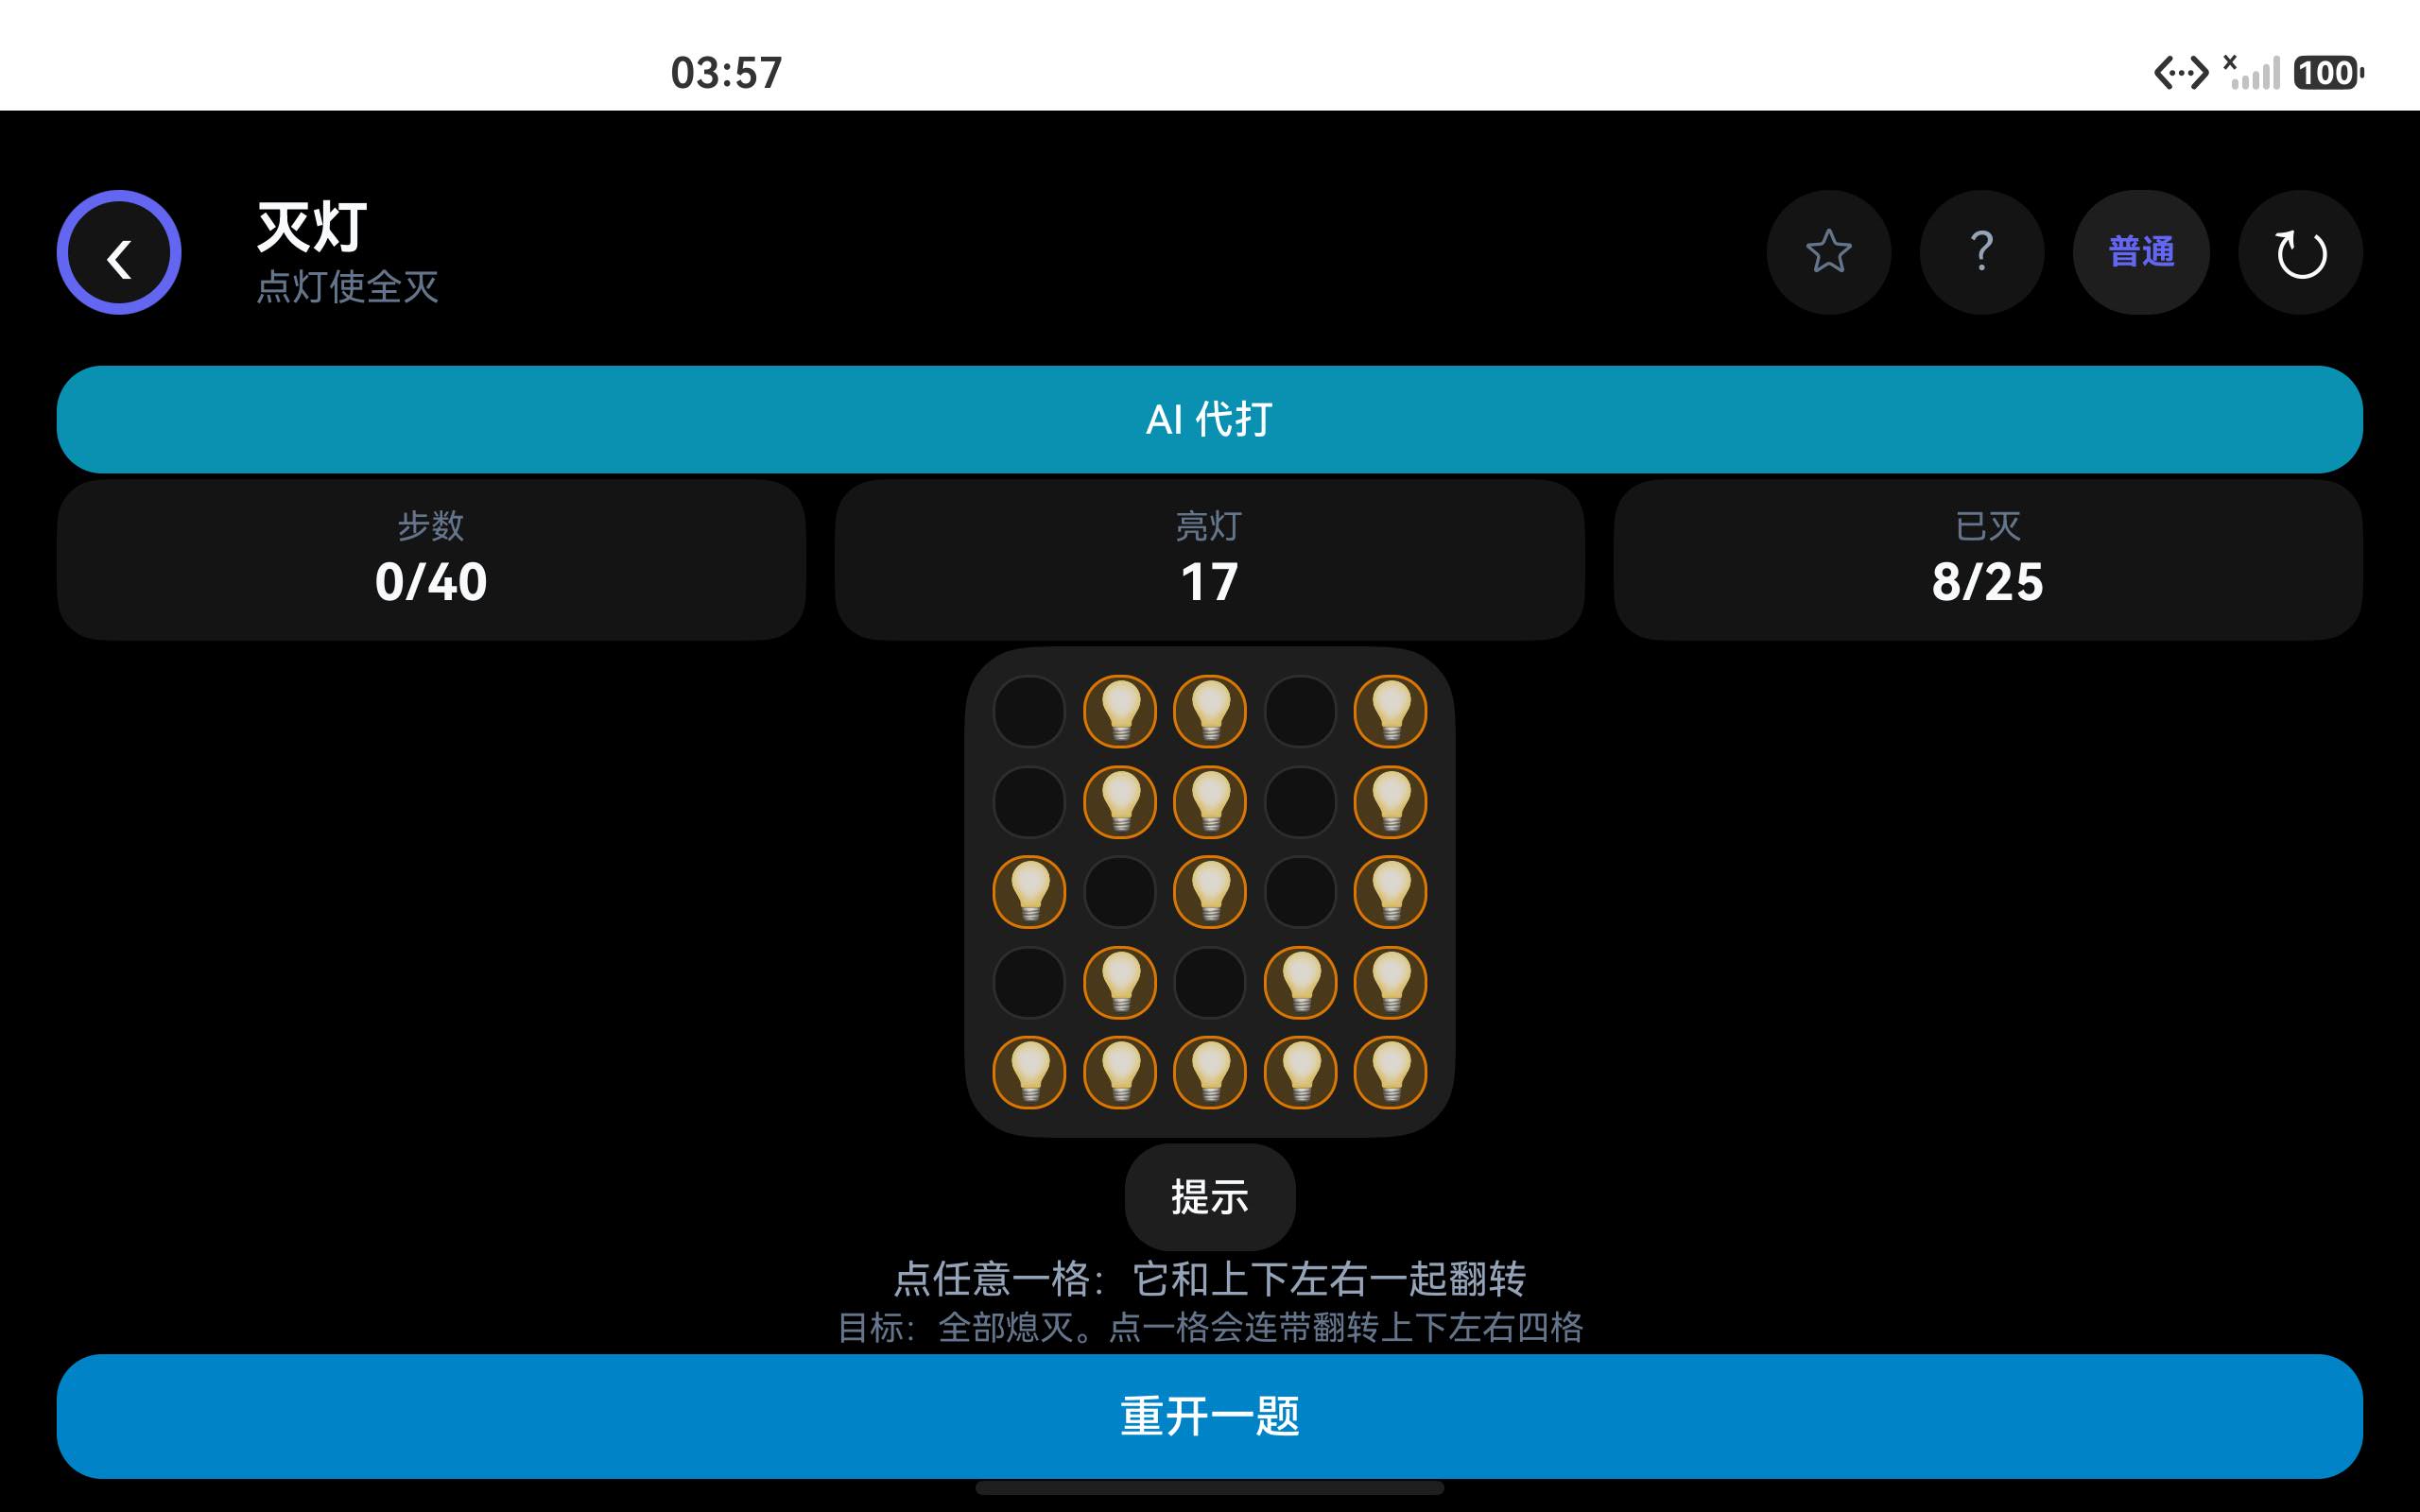 03:57
100
灭灯
点灯使全灭
?
普通
AI 代打
步数
0/40
亮灯
17
已灭
8/25
提示
点任意一格：它和上下左右一起翻转
目标：全部熄灭。点一格会连带翻转上下左右四格
重开一题